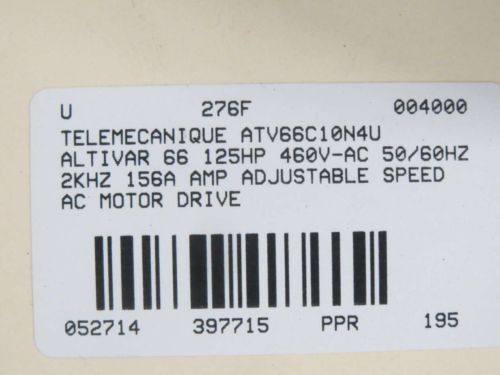 U 276F 004000
TELEMECANIQUE ATV66C10N4U
ALTIVAR 66 125HP 460V-AC 50/60HZ
2KHZ 156A AMP ADJUSTABLE SPEED
AC MOTOR DRIVE
052714 397715 PPR 195